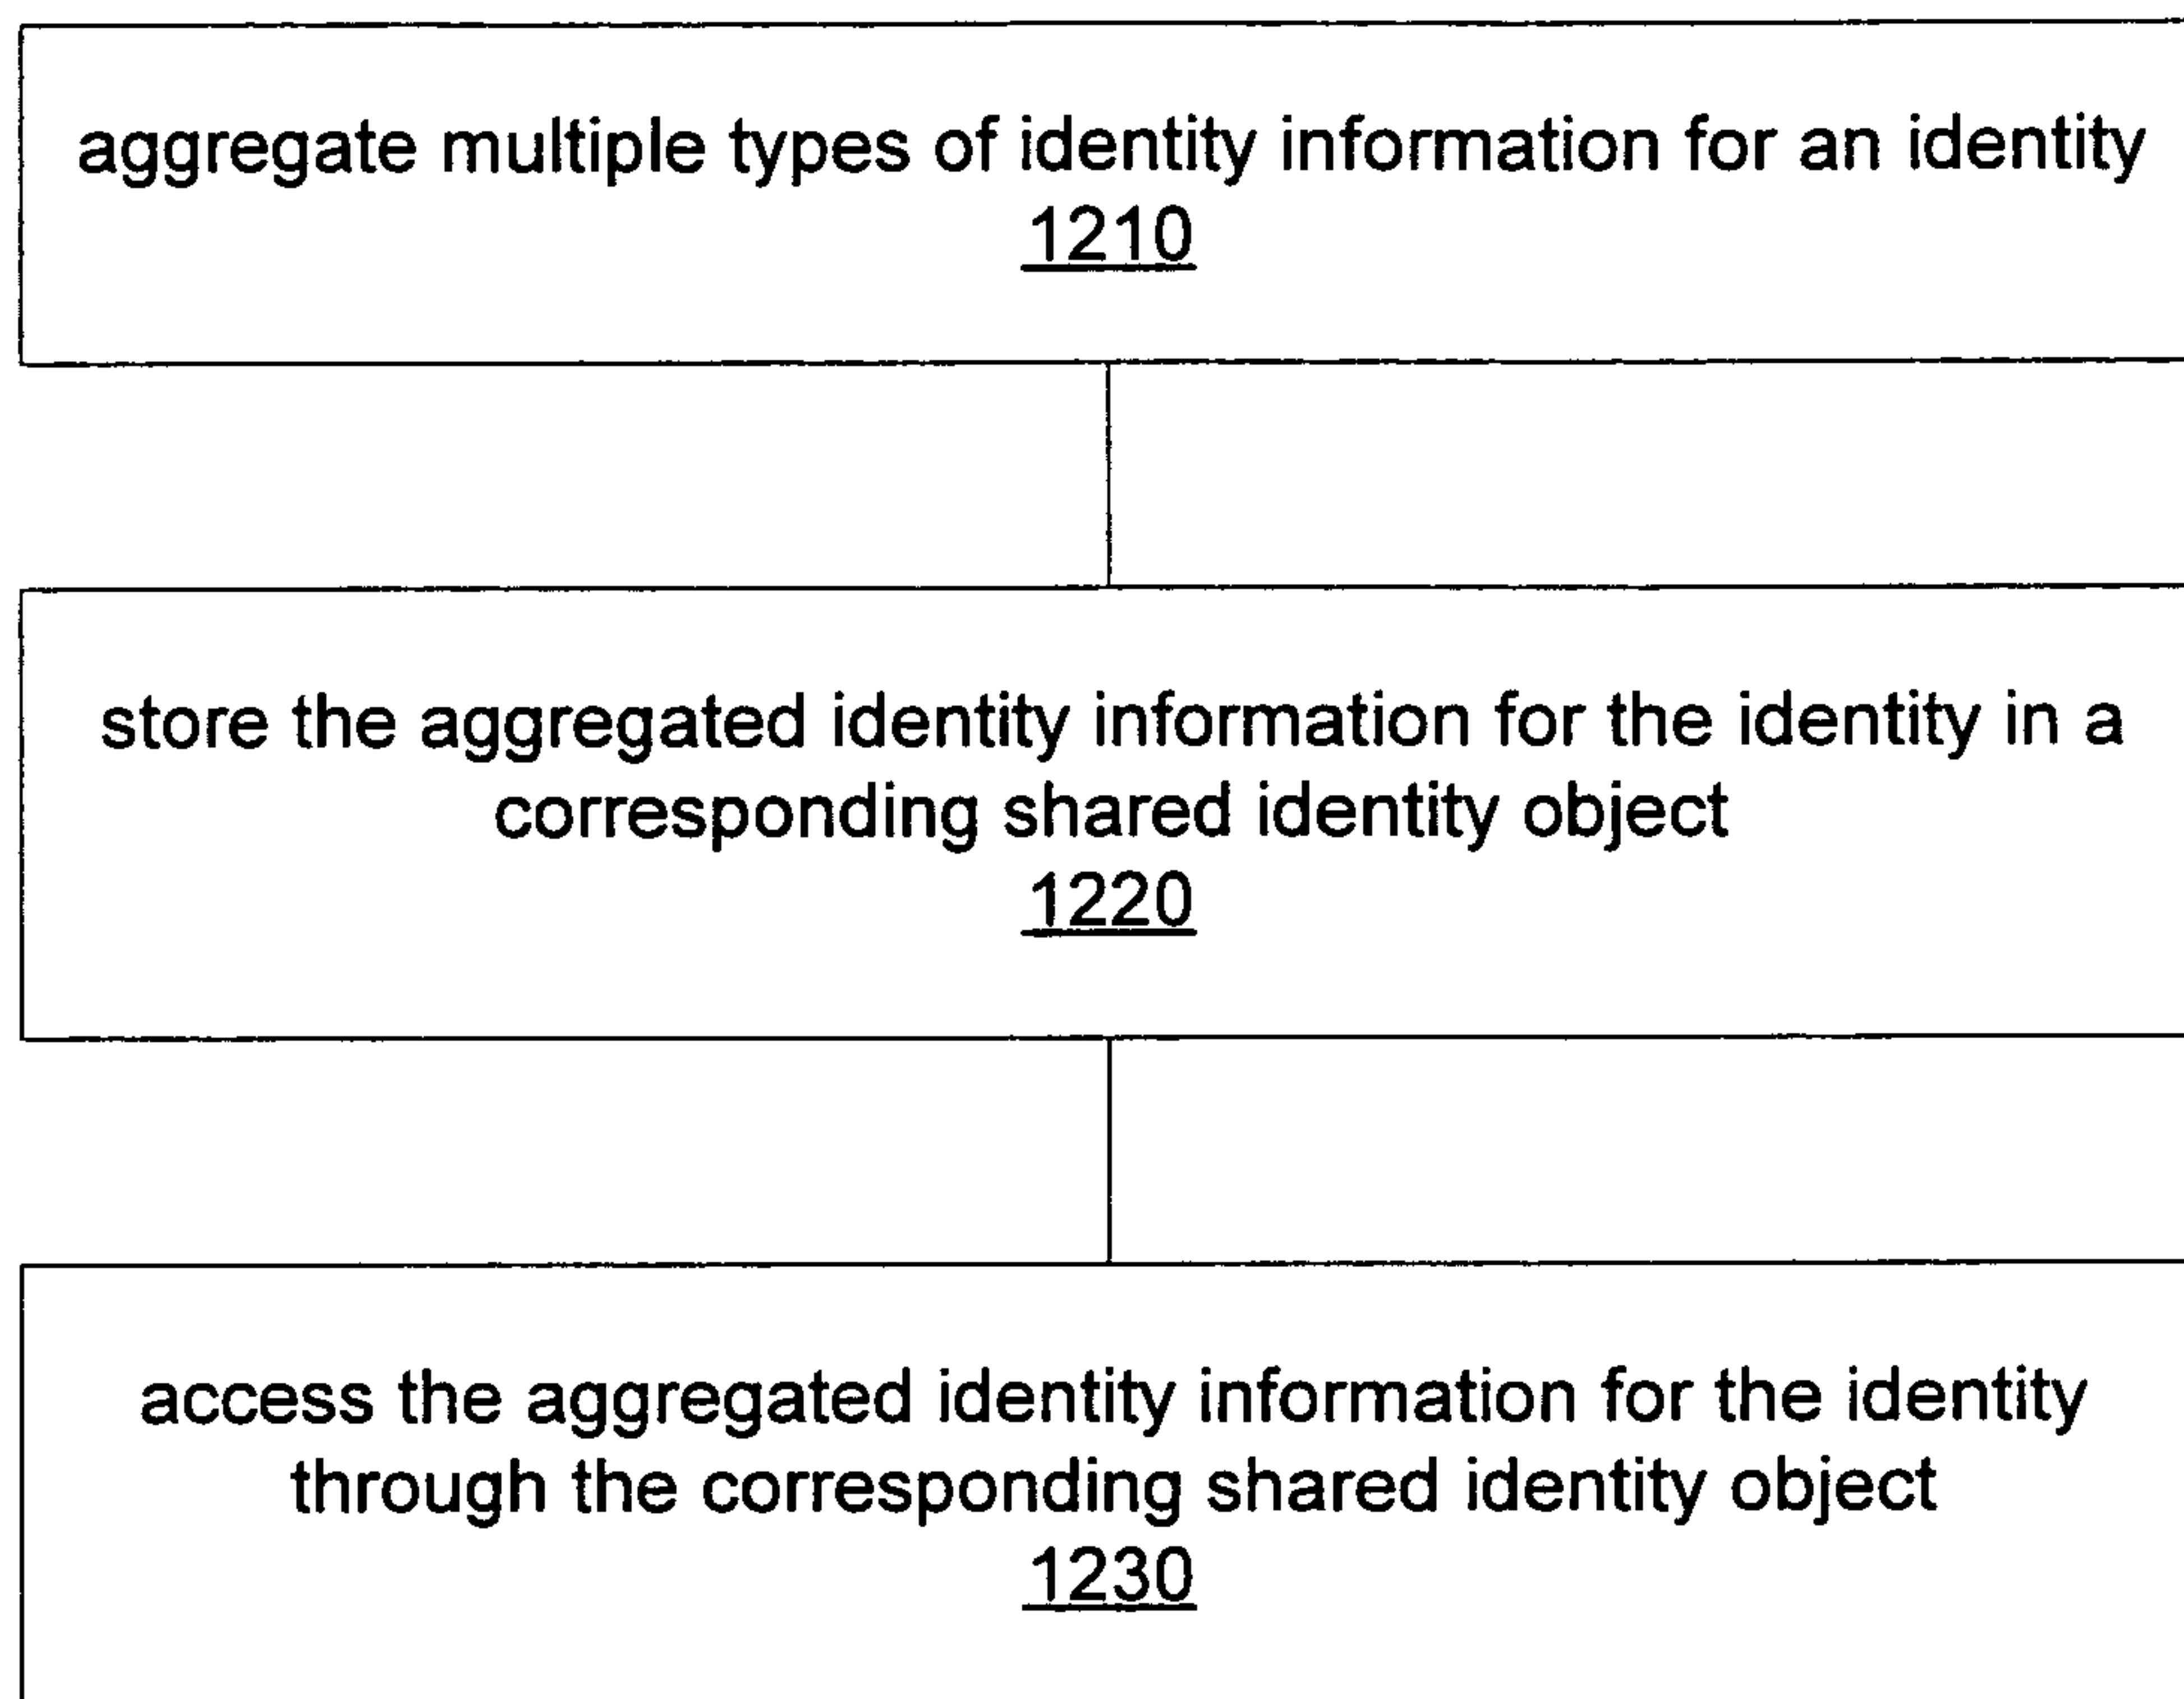 aggregate multiple types of identity information for an identity
1210
store the aggregated identity information for the identity in a
corresponding shared identity object
1220
access the aggregated identity information for the identity
through the corresponding shared identity object
1230